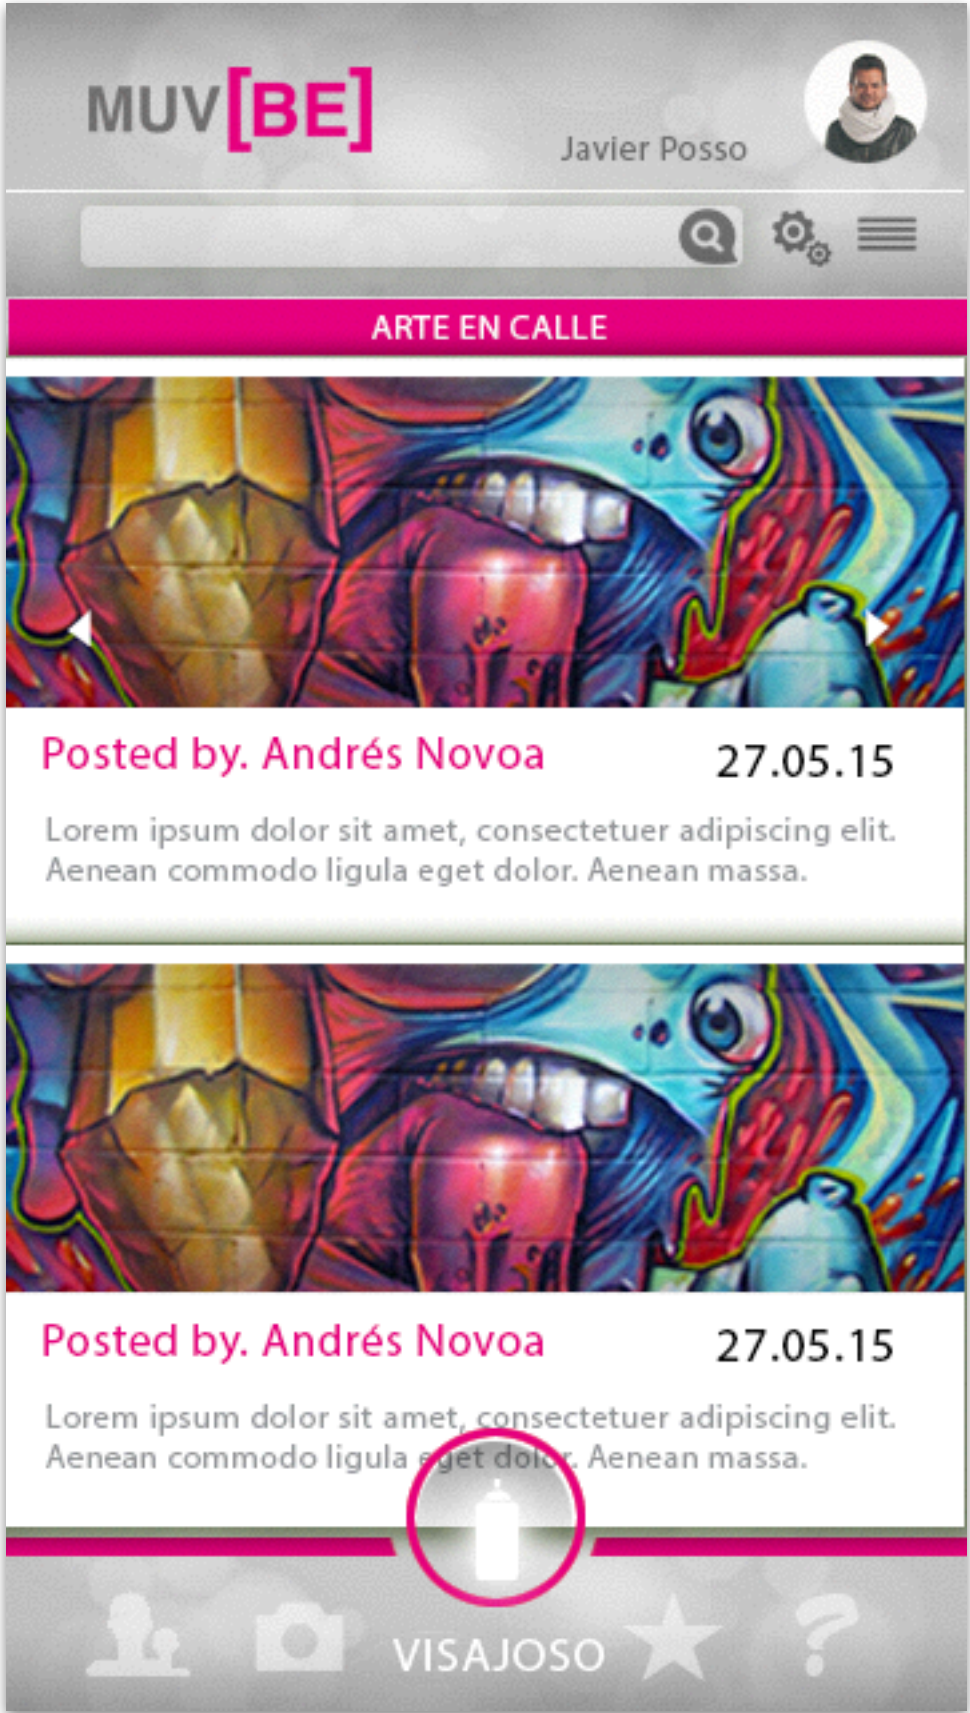 MUV[BE]
Javier Posso
ARTE EN CALLE
Posted by. Andrés Novoa
27.05.15
Lorem ipsum dolor sit amet, consectetuer adipiscing elit.
Aenean commodo ligula eget dolor. Aenean massa.
Posted by. Andrés Novoa
27.05.15
Lorem ipsum dolor sit amet, consectetuer adipiscing elit.
Aenean commodo ligula eget dolor. Aenean massa.
VISAJOSO